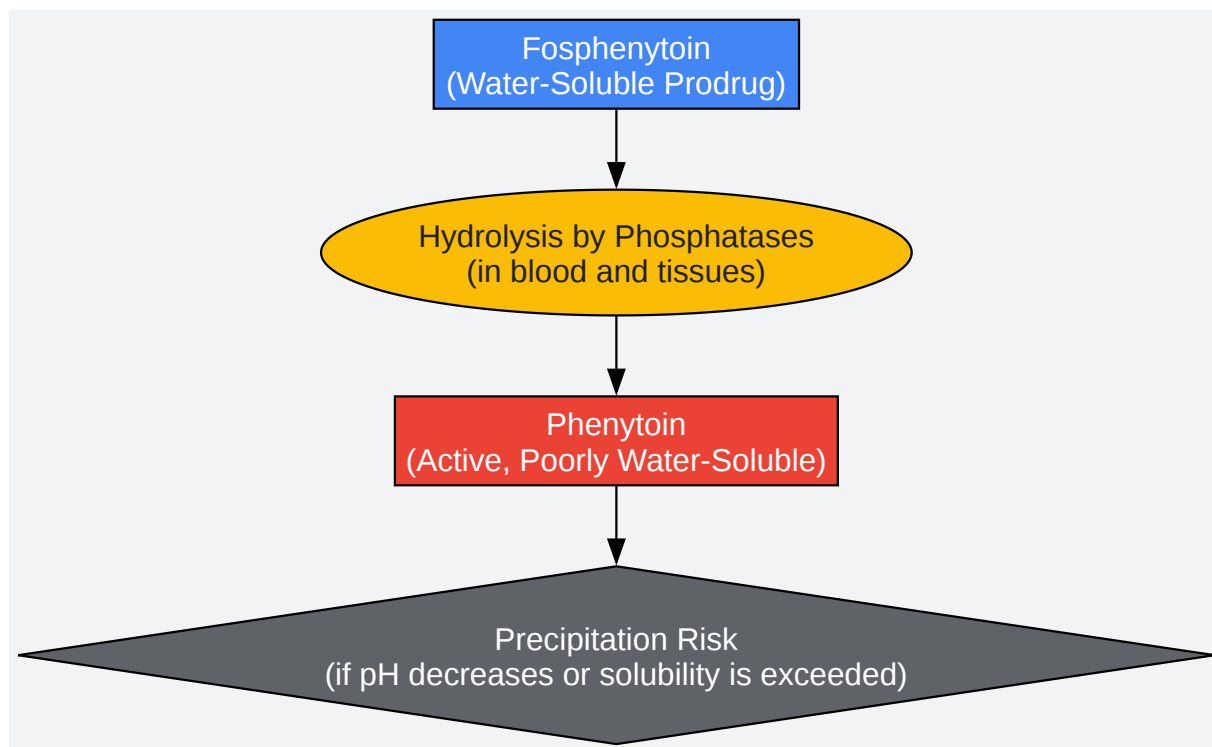 Fosphenytoin
(Water-Soluble Prodrug)
Hydrolysis by Phosphatases
(in blood and tissues)
Phenytoin
(Active, Poorly Water-Soluble)
Precipitation Risk
(if pH decreases or solubility is exceeded)